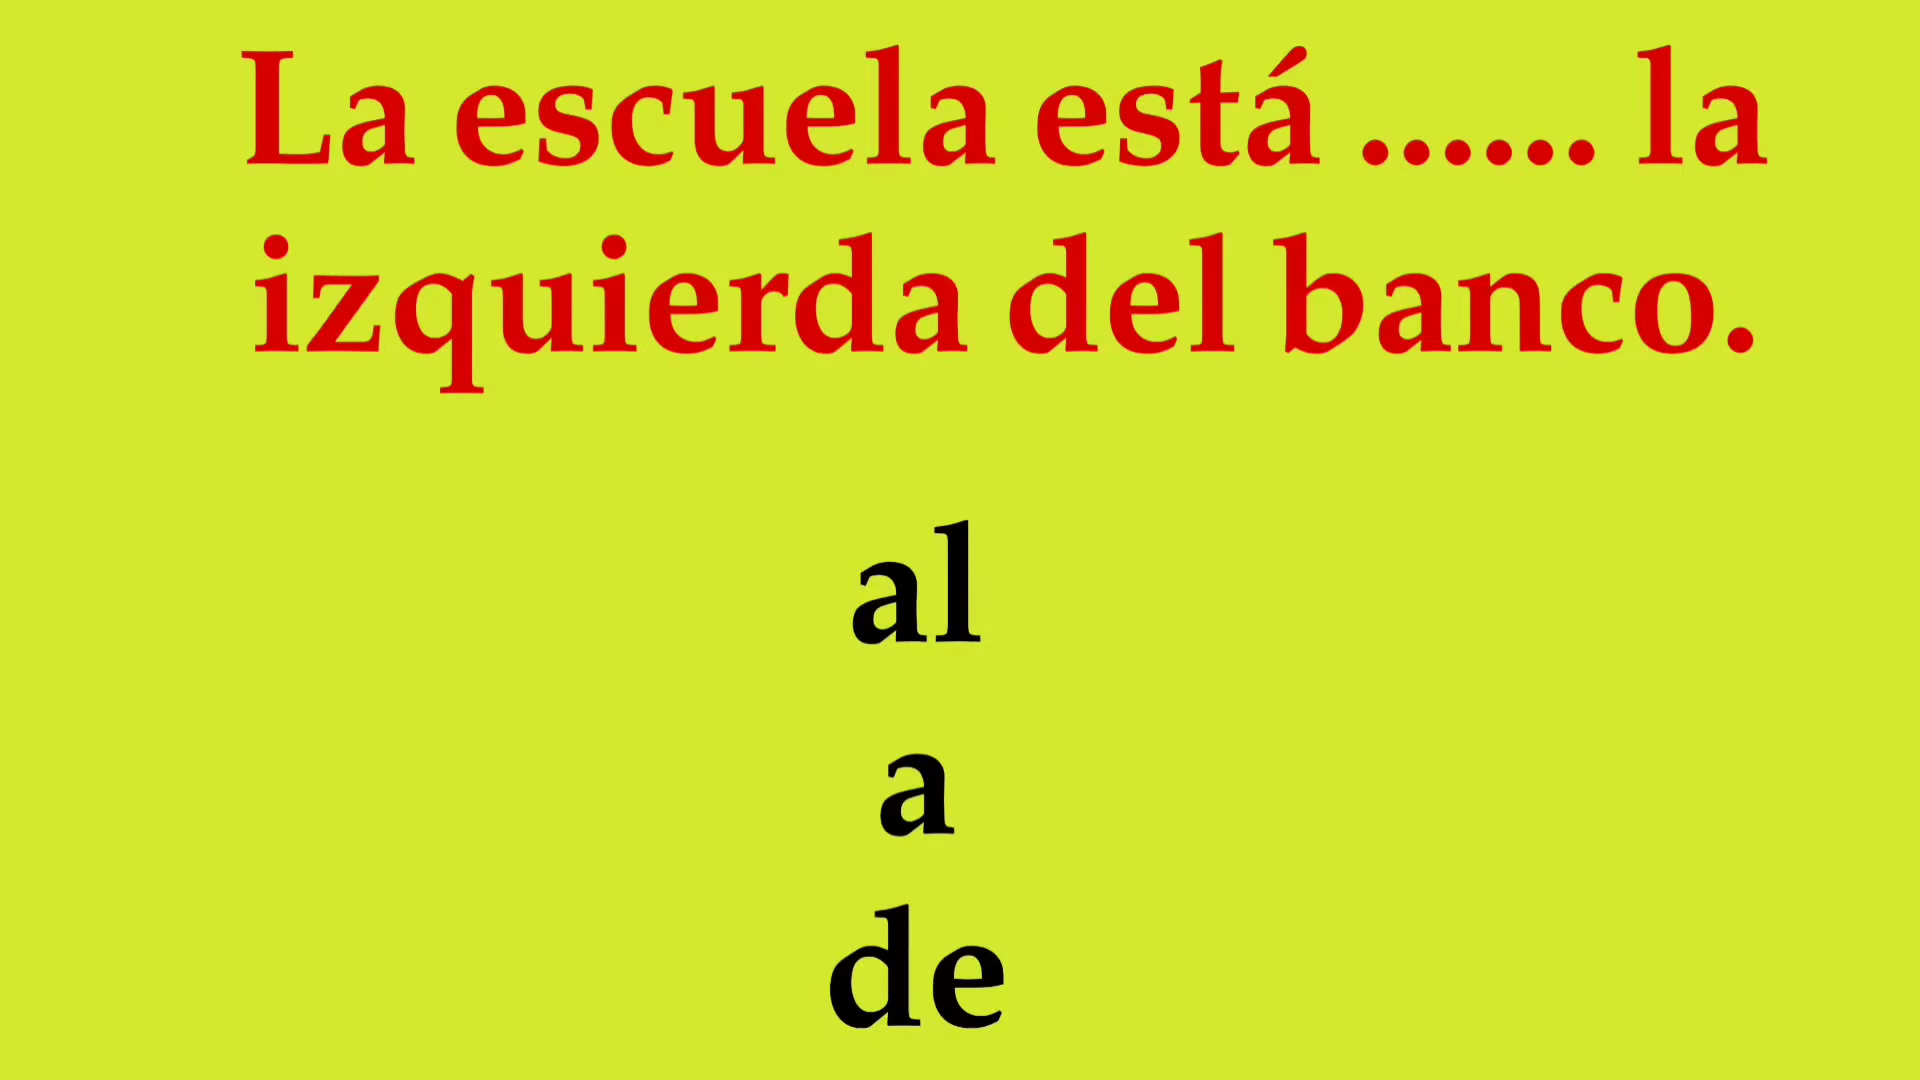 La escuela está ...... la
izquierda del banco.
al
a
de